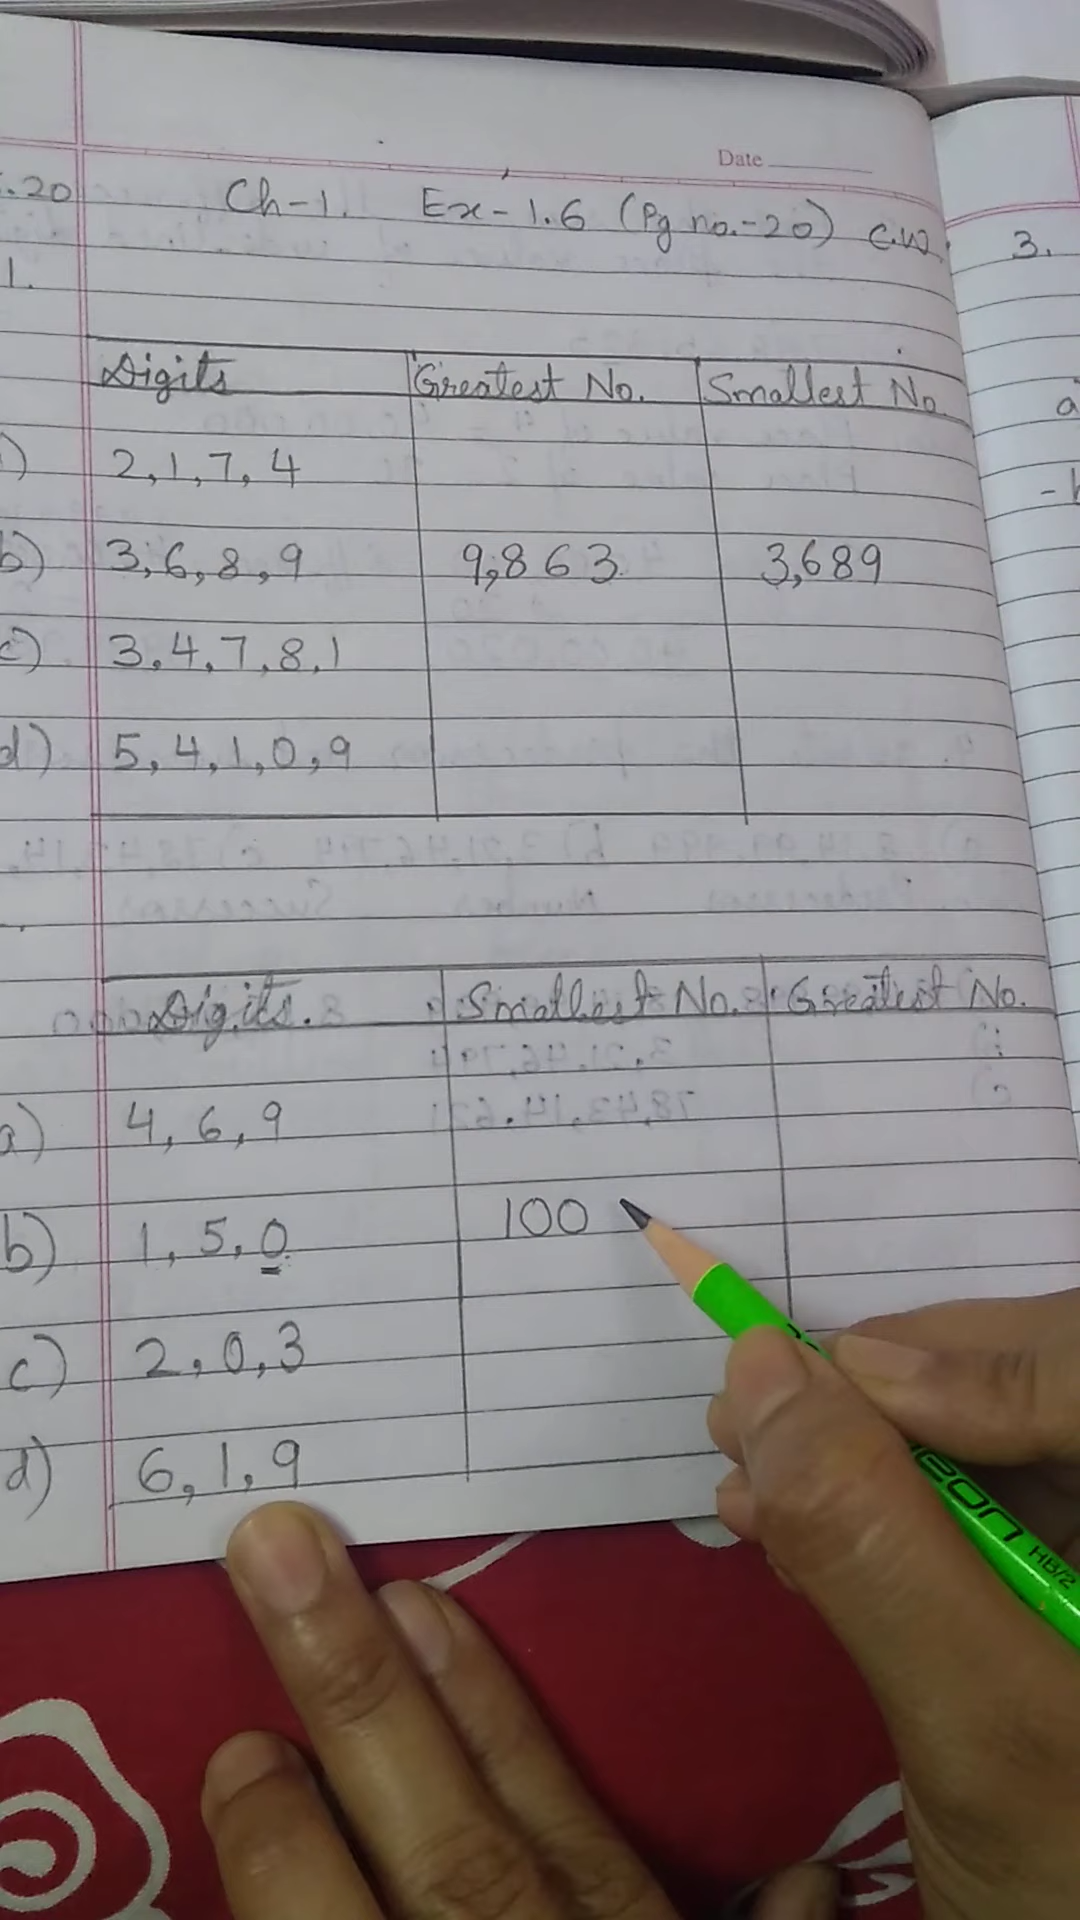 Date
.20 Ch-1. Ex-1.6 (Pg no.-20) C.W.
3.
1.
Digits Greatest No. Smallest No.
) 2,1,7,4
b) 3,6,8,9 9,863 3,689
c) 3,4,7,8,1
d) 5,4,1,0,9
Digits. Smallest No. Greatest No.
a) 4,6,9
b) 1,5,0 100
c) 2,0,3
d) 6,1,9
HB/2